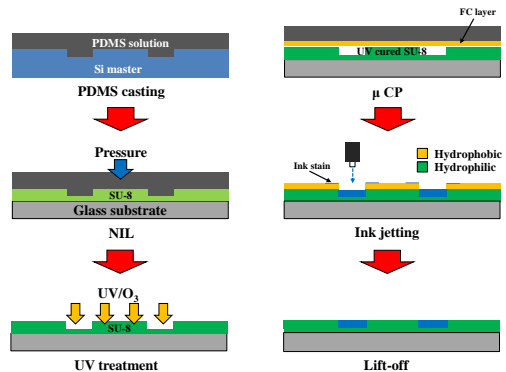 PDMS solution
Si master
PDMS casting
Pressure
SU-8
Glass substrate
NIL
UV/O3
SU-8
UV treatment
FC layer
UV cured SU-8
μ CP
Ink stain
Hydrophobic
Hydrophilic
Ink jetting
Lift-off